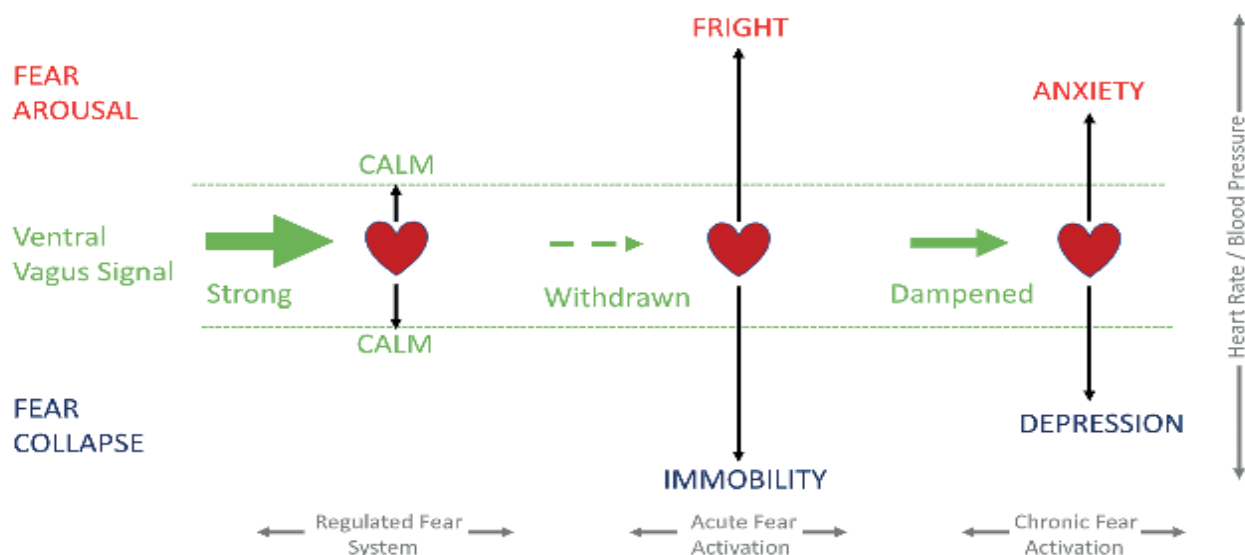 FRIGHT
FEAR
AROUSAL
ANXIETY
CALM
Ventral
Vagus Signal
Strong
Withdrawn
Dampened
CALM
FEAR
COLLAPSE
DEPRESSION
IMMOBILITY
Regulated Fear
System
Acute Fear
Activation
Chronic Fear
Activation
Heart Rate / Blood Pressure